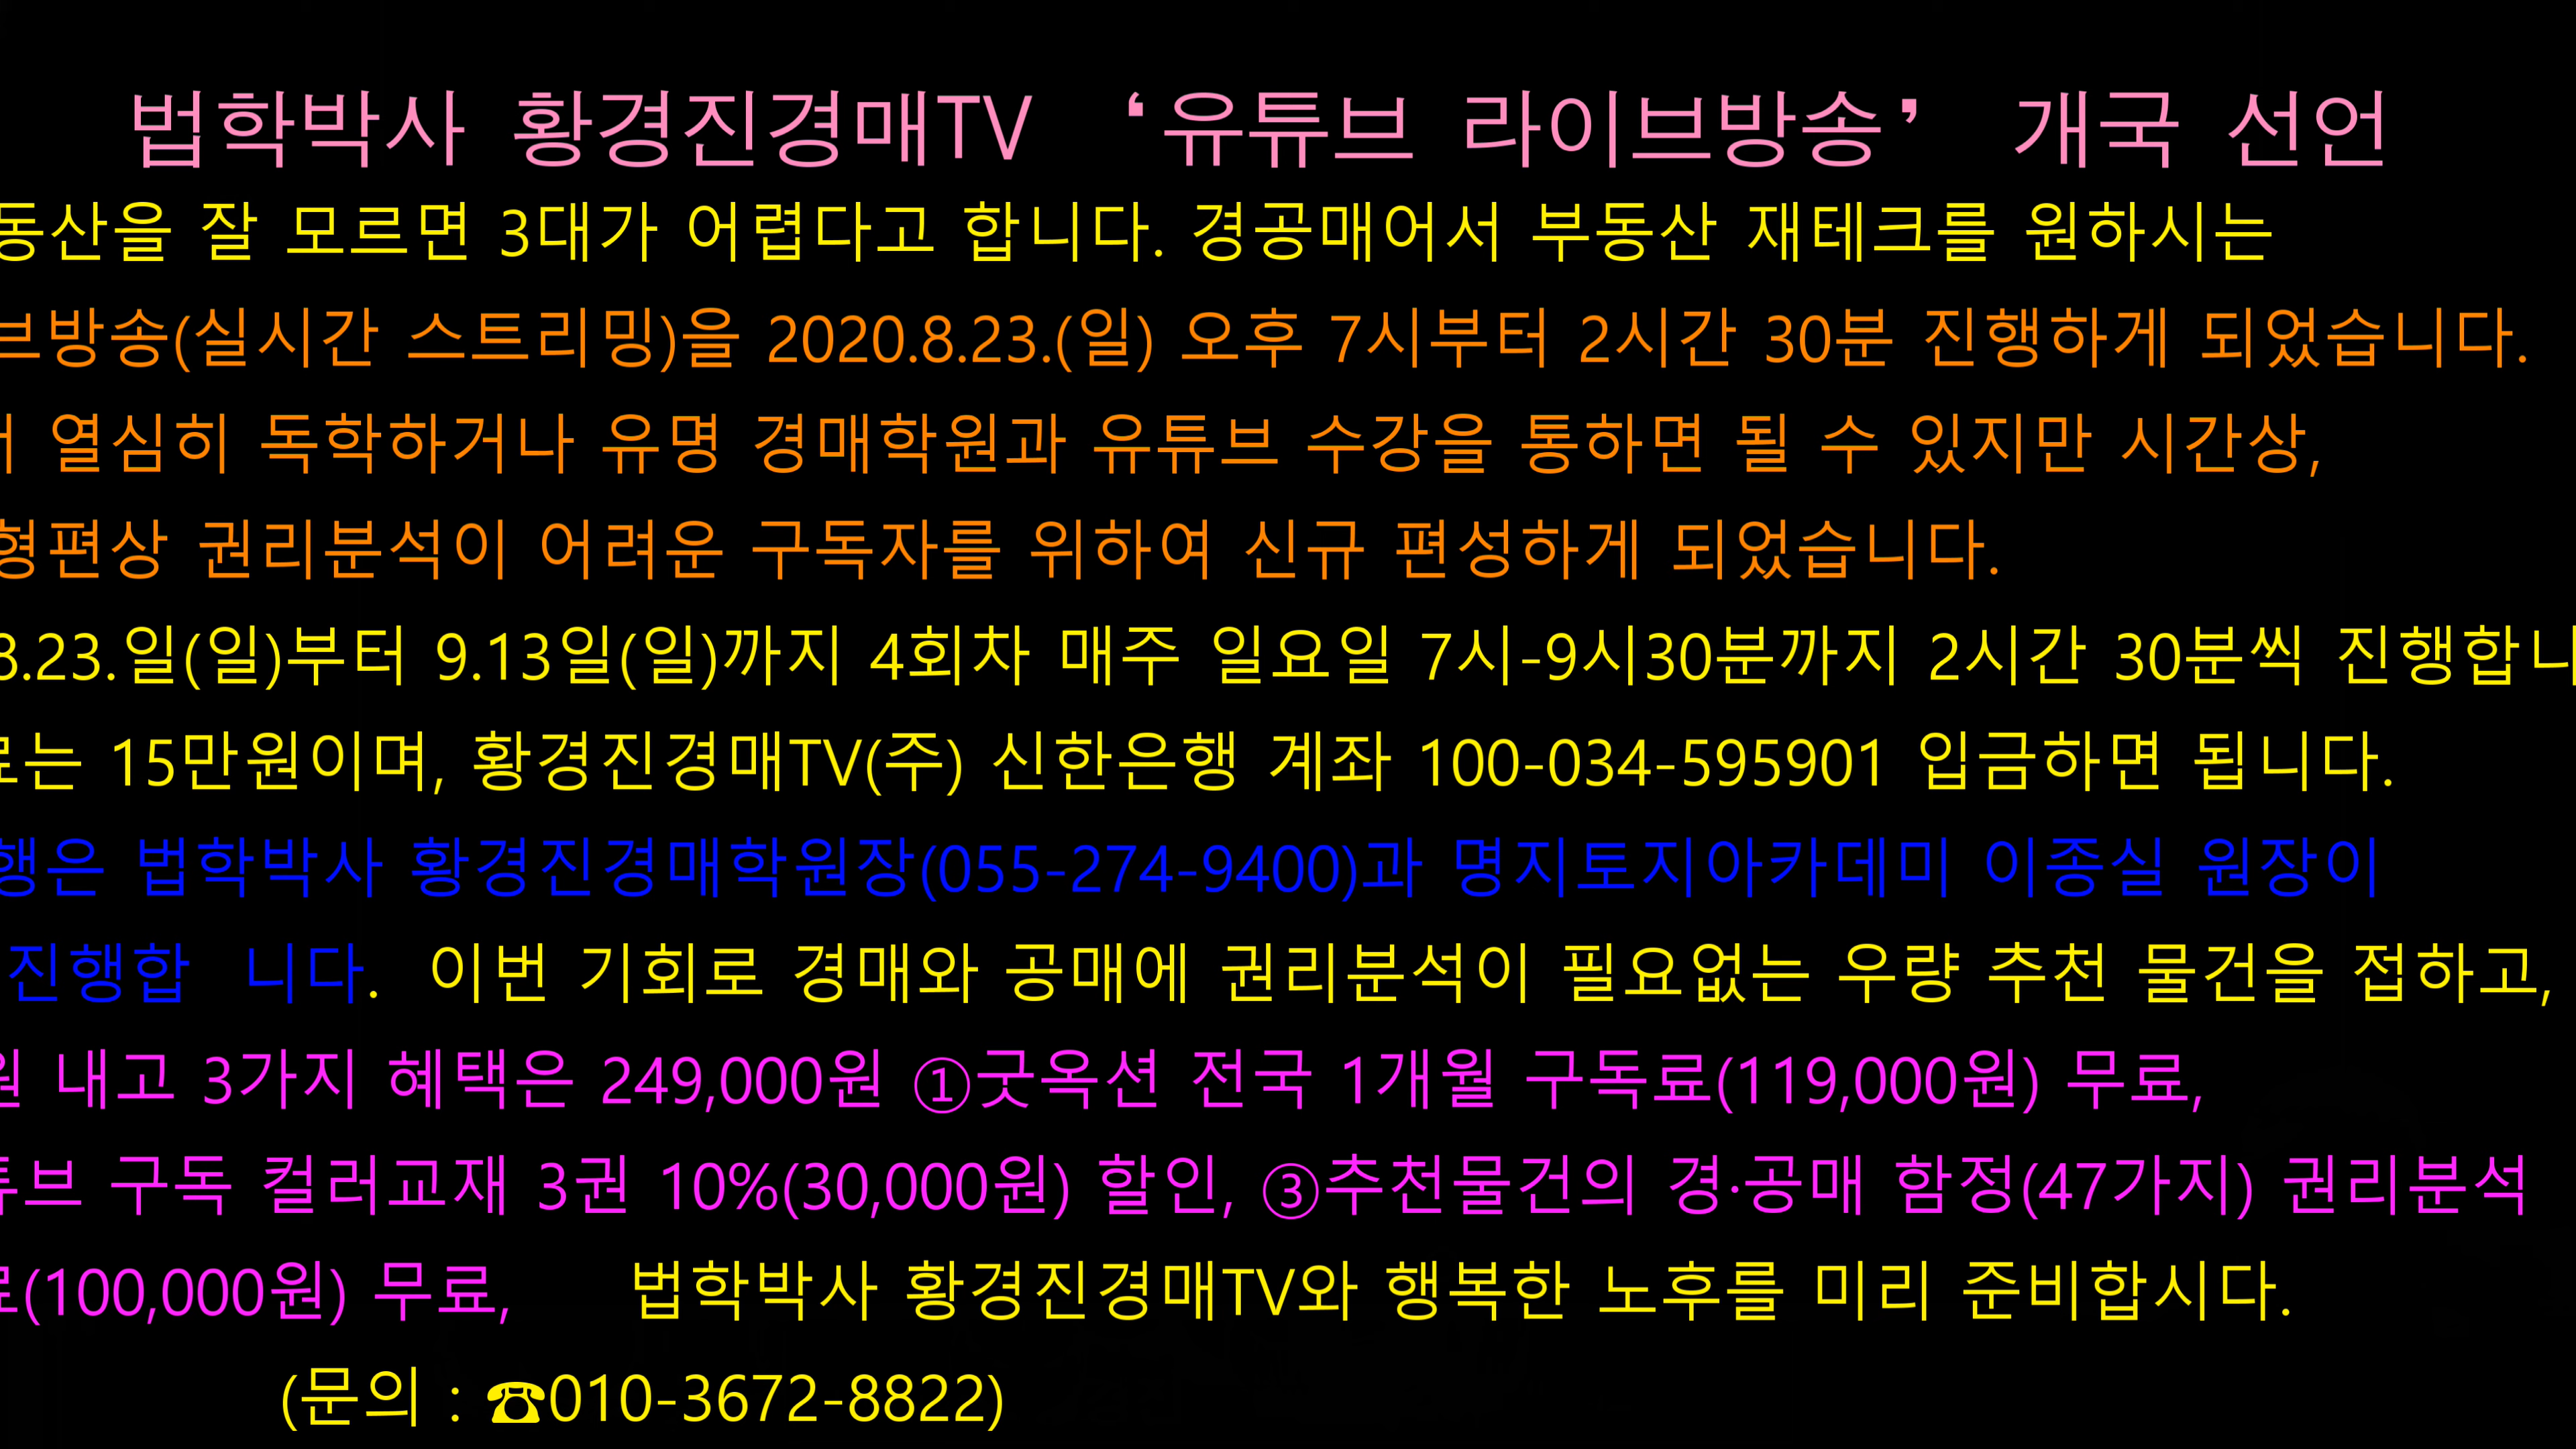 법학박사 황경진경매TV ‘유튜브 라이브방송’ 개국 선언
동산을 잘 모르면 3대가 어렵다고 합니다. 경공매어서 부동산 재테크를 원하시는
브방송(실시간 스트리밍)을 2020.8.23.(일) 오후 7시부터 2시간 30분 진행하게 되었습니다.
열심히 독학하거나 유명 경매학원과 유튜브 수강을 통하면 될 수 있지만 시간상,
형편상 권리분석이 어려운 구독자를 위하여 신규 편성하게 되었습니다.
8.23.일(일)부터 9.13일(일)까지 4회차 매주 일요일 7시-9시30분까지 2시간 30분씩 진행합니
료는 15만원이며, 황경진경매TV(주) 신한은행 계좌 100-034-595901 입금하면 됩니다.
행은 법학박사 황경진경매학원장(055-274-9400)과 명지토지아카데미 이종실 원장이
진행합 니다. 이번 기회로 경매와 공매에 권리분석이 필요없는 우량 추천 물건을 접하고,
원 내고 3가지 혜택은 249,000원 ①굿옥션 전국 1개월 구독료(119,000원) 무료,
튜브 구독 컬러교재 3권 10%(30,000원) 할인, ③추천물건의 경·공매 함정(47가지) 권리분석
료(100,000원) 무료, 법학박사 황경진경매TV와 행복한 노후를 미리 준비합시다.
(문의 : ☎010-3672-8822)